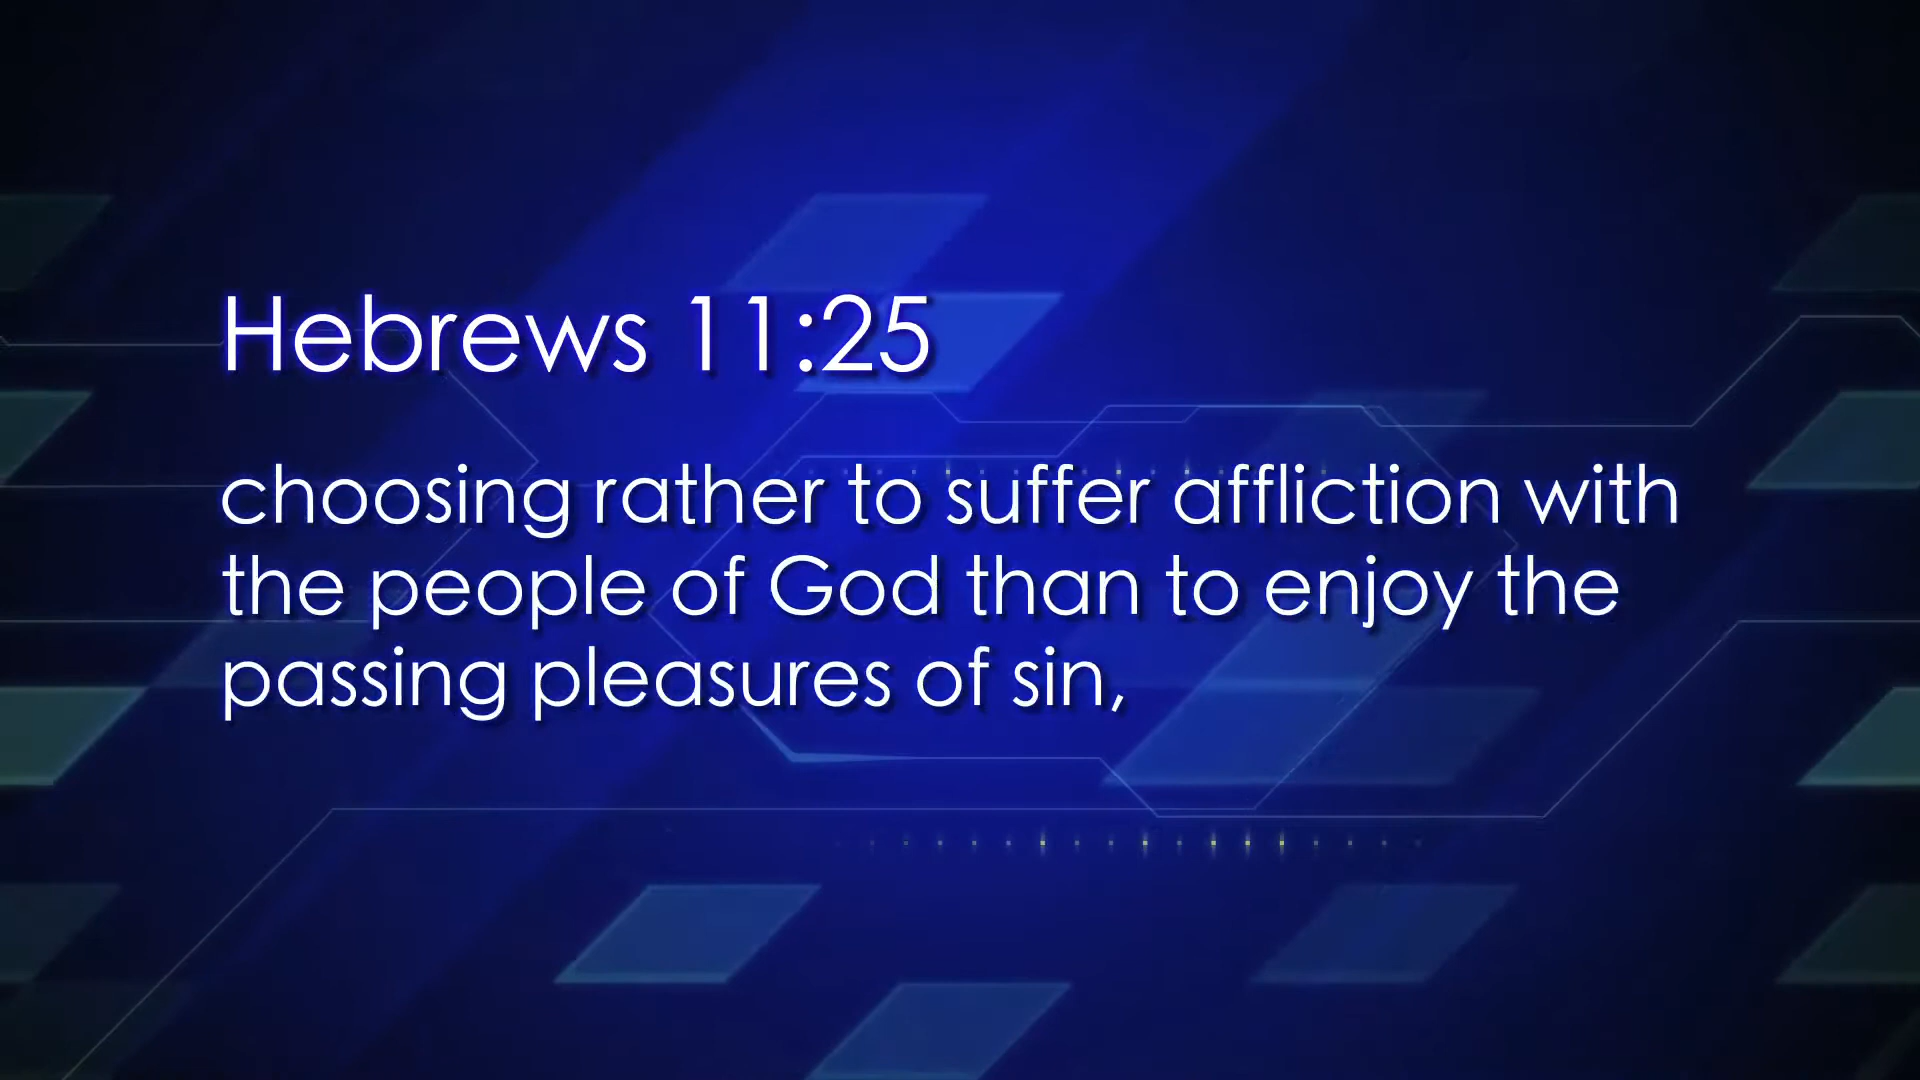 Hebrews 11:25
choosing rather to suffer affliction with
the people of God than to enjoy the
passing pleasures of sin,